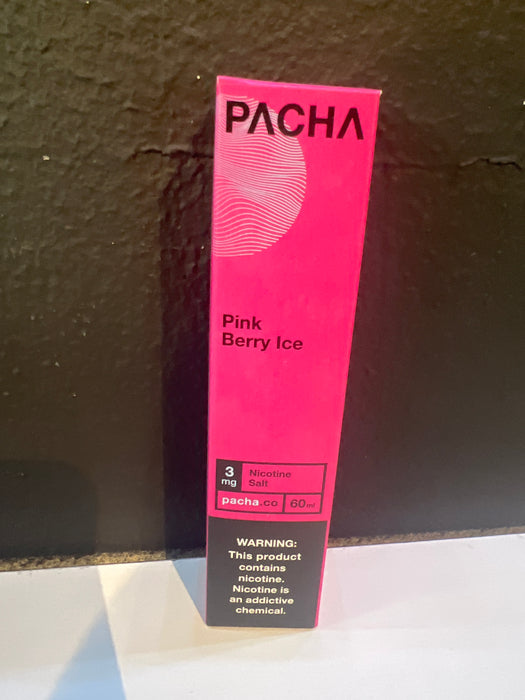 PACHA
Pink
Berry Ice
3 mg
Nicotine
Salt
pacha.co
60ml
WARNING:
This product
contains
nicotine.
Nicotine is
an addictive
chemical.